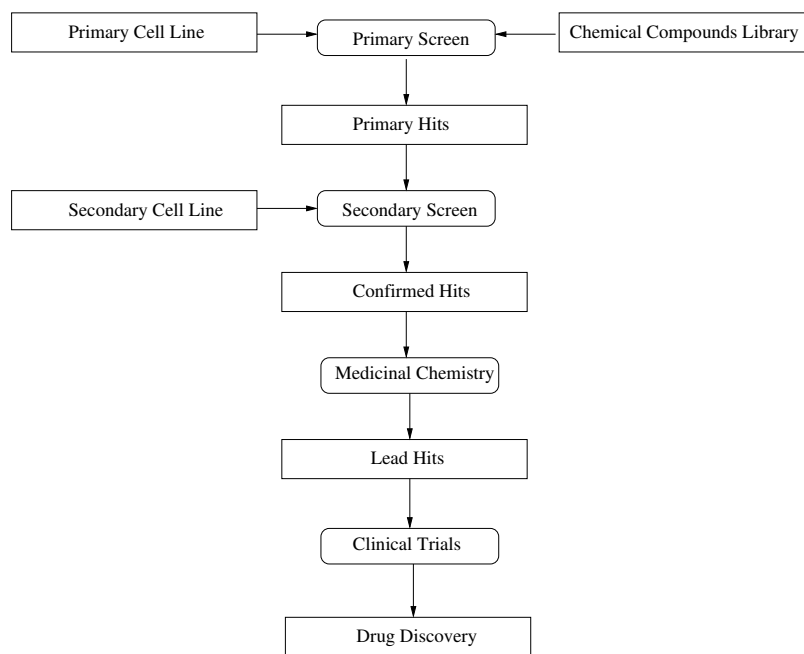 Primary Cell Line
Primary Screen
Chemical Compounds Library
Primary Hits
Secondary Cell Line
Secondary Screen
Confirmed Hits
Medicinal Chemistry
Lead Hits
Clinical Trials
Drug Discovery